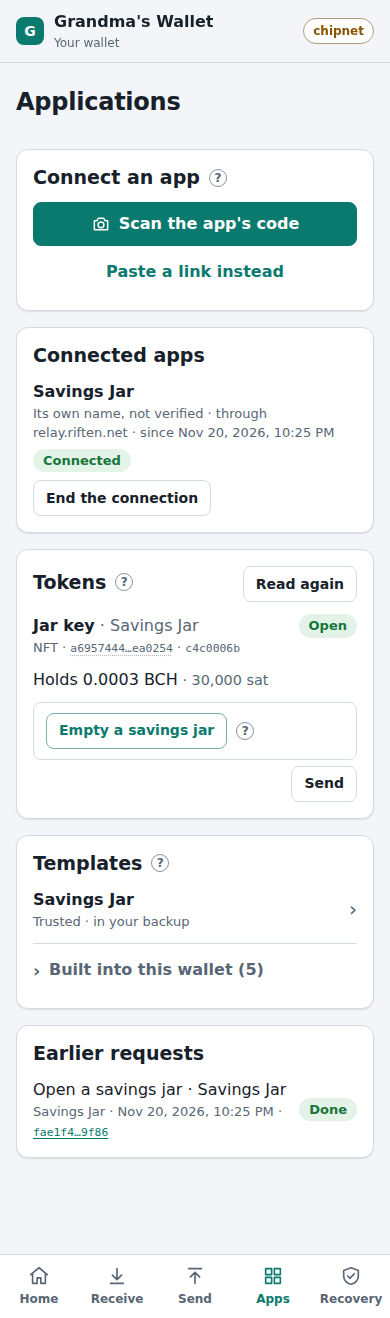 G
Grandma's Wallet
Your wallet
chipnet
Applications
Connect an app ?
Scan the app's code
Paste a link instead
Connected apps
Savings Jar
Its own name, not verified · through
relay.riften.net · since Nov 20, 2026, 10:25 PM
Connected
End the connection
Tokens ?
Read again
Jar key · Savings Jar
Open
NFT · a6957444…ea0254 · c4c0006b
Holds 0.0003 BCH · 30,000 sat
Empty a savings jar ?
Send
Templates ?
Savings Jar
Trusted · in your backup
›
› Built into this wallet (5)
Earlier requests
Open a savings jar · Savings Jar
Savings Jar · Nov 20, 2026, 10:25 PM ·
fae1f4…9f86
Done
Home
Receive
Send
Apps
Recovery